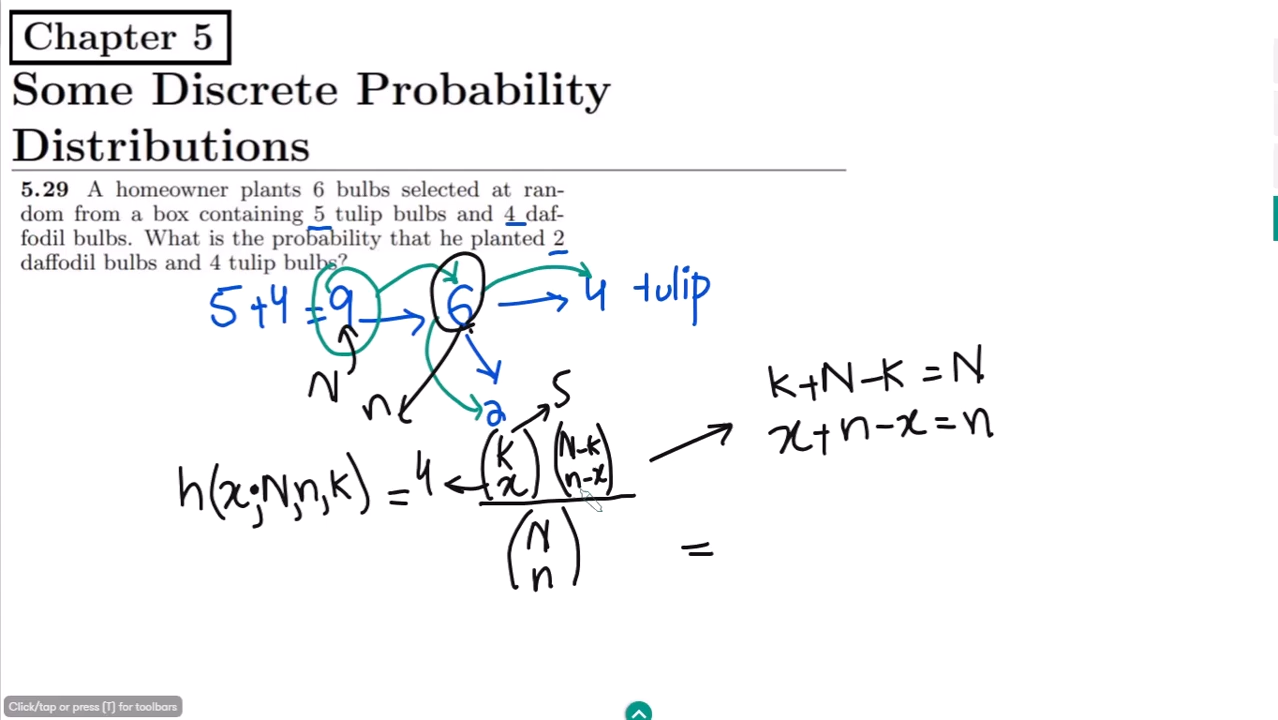 Chapter 5
Some Discrete Probability
Distributions
5.29 A homeowner plants 6 bulbs selected at ran-
dom from a box containing 5 tulip bulbs and 4 daf-
fodil bulbs. What is the probability that he planted 2
daffodil bulbs and 4 tulip bulbs?
5+4=9 → 6 → 4 tulip
N n 2
5
k+N-k=N
x+n-x=n
h(x;N,n,k) = 4 ← (k x) (N-k n-x)
(N n) =
Click/tap or press [T] for toolbars